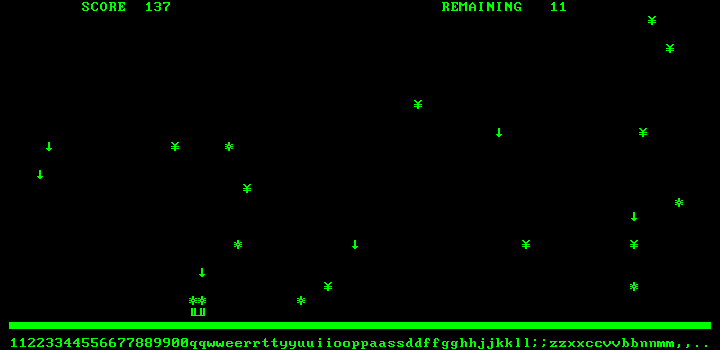 SCORE 137 REMAINING 11
11223344556677889900qqwweerrttyyuuiiooppaassddffgghhjjkkll;;zzxxccvvbbnnmm,,..